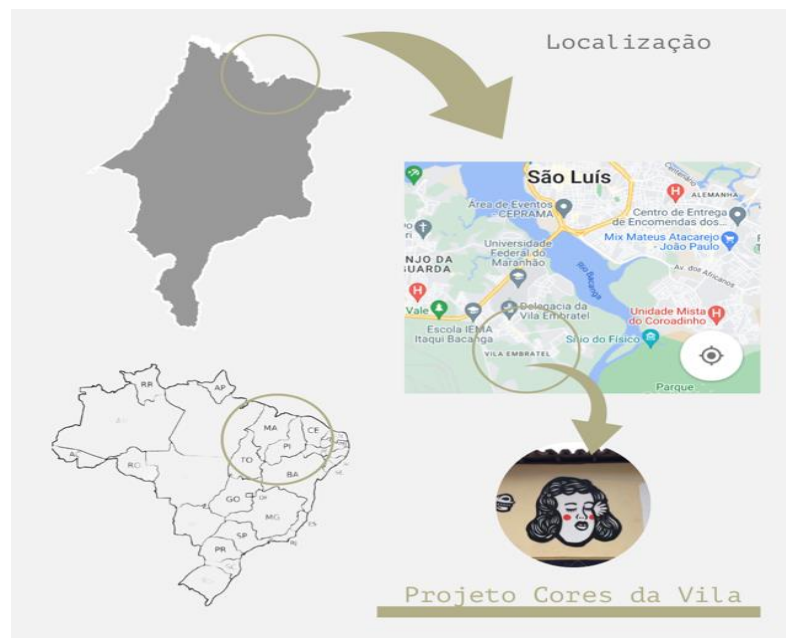 Localização
São Luís
ALEMANHA
Área de Eventos
CEPRAMA
Centro de Entrega
de Encomendas dos...
Mix Mateus Atacarejo
- João Paulo
Universidade
Federal do
Maranhão
NJO DA
GUARDA
Rio Bacanga
Av. dos Africanos
Vale
Delegacia da
Vila Embratel
Unidade Mista
do Coroadinho
Escola IEMA
Itaqui Bacanga
Sítio do Físico
VILA EMBRATEL
Parque
RR
AP
MA
CE
PI
TO
RO
BA
GO
MG
ES
SP
PR
Projeto Cores da Vila